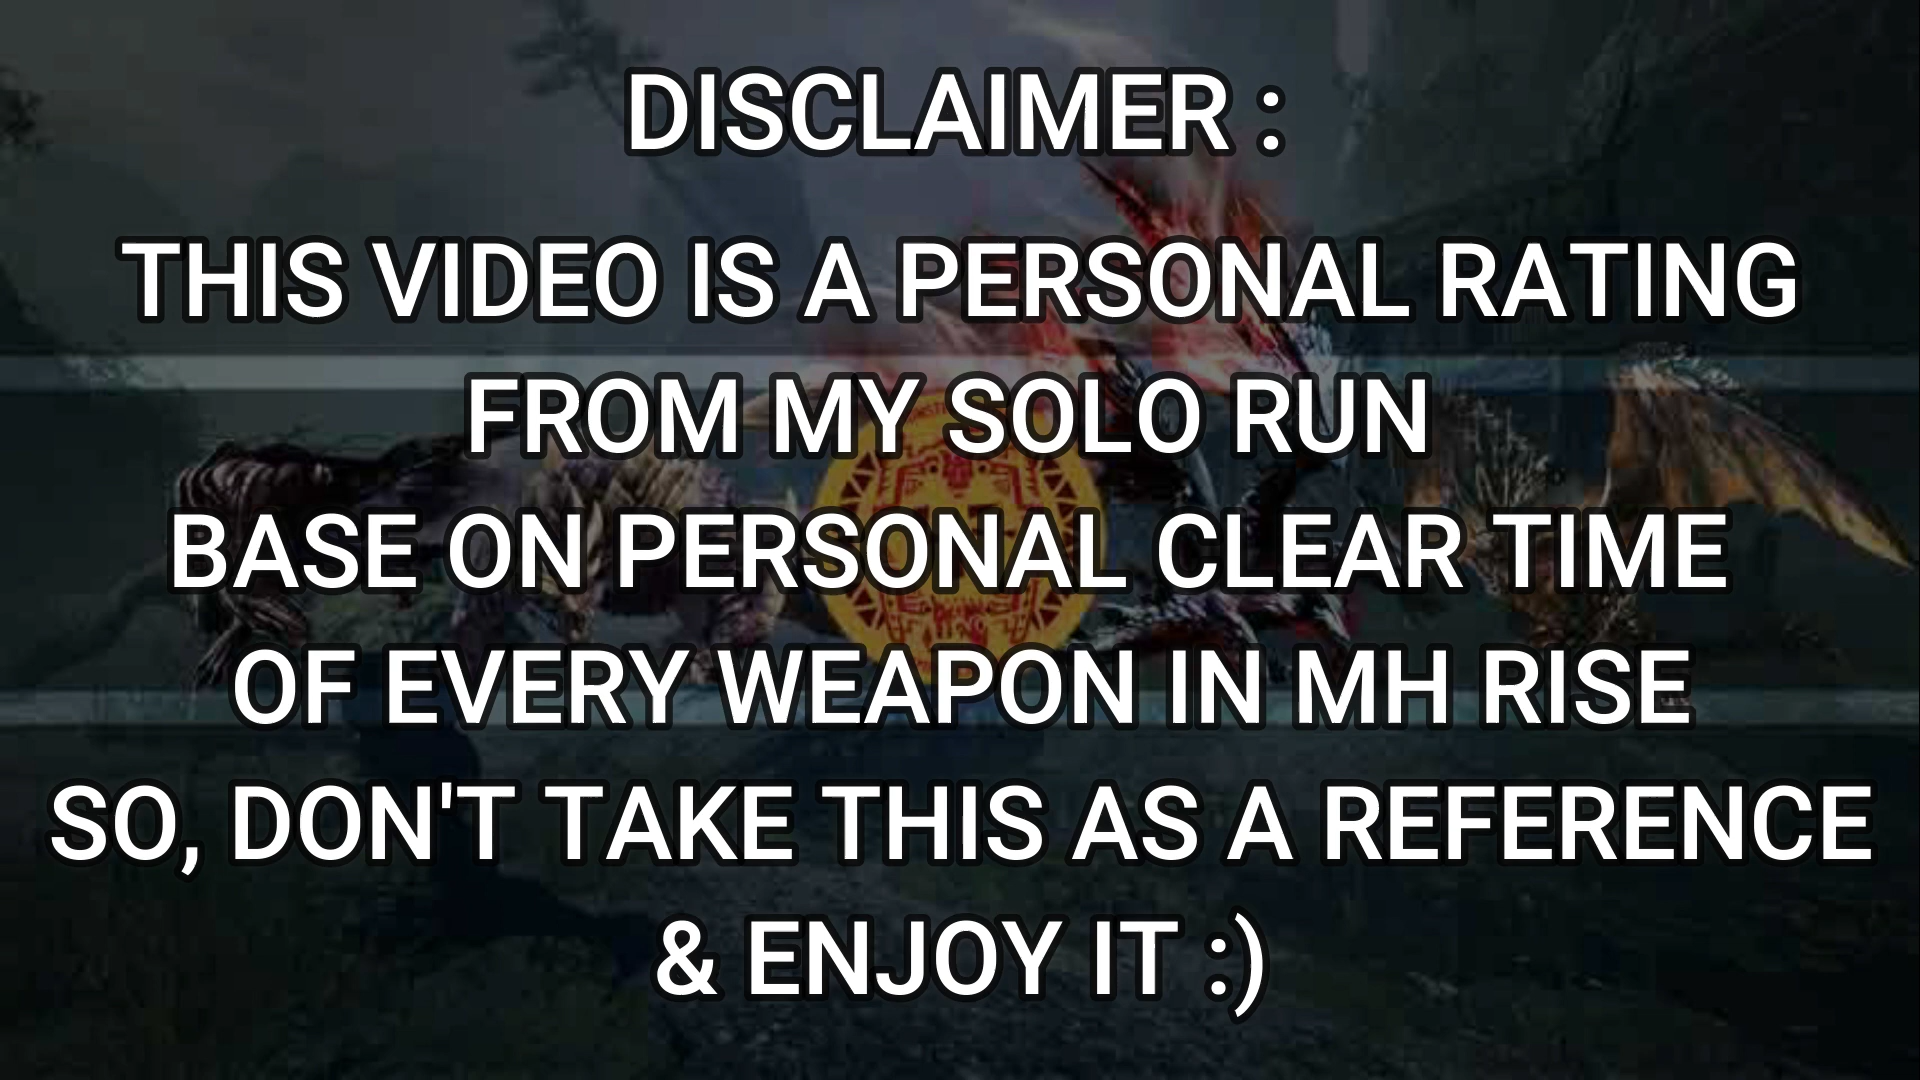 DISCLAIMER :
THIS VIDEO IS A PERSONAL RATING
FROM MY SOLO RUN
BASE ON PERSONAL CLEAR TIME
OF EVERY WEAPON IN MH RISE
SO, DON'T TAKE THIS AS A REFERENCE
& ENJOY IT :)